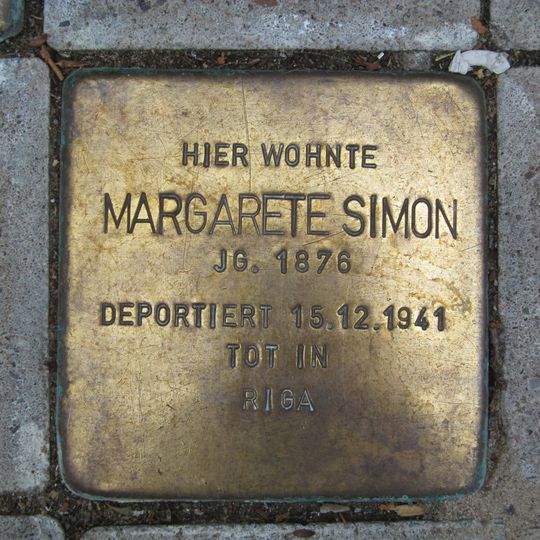 HIER WOHNTE
MARGARETE SIMON
JG. 1876
DEPORTIERT 15.12.1941
TOT IN
RIGA